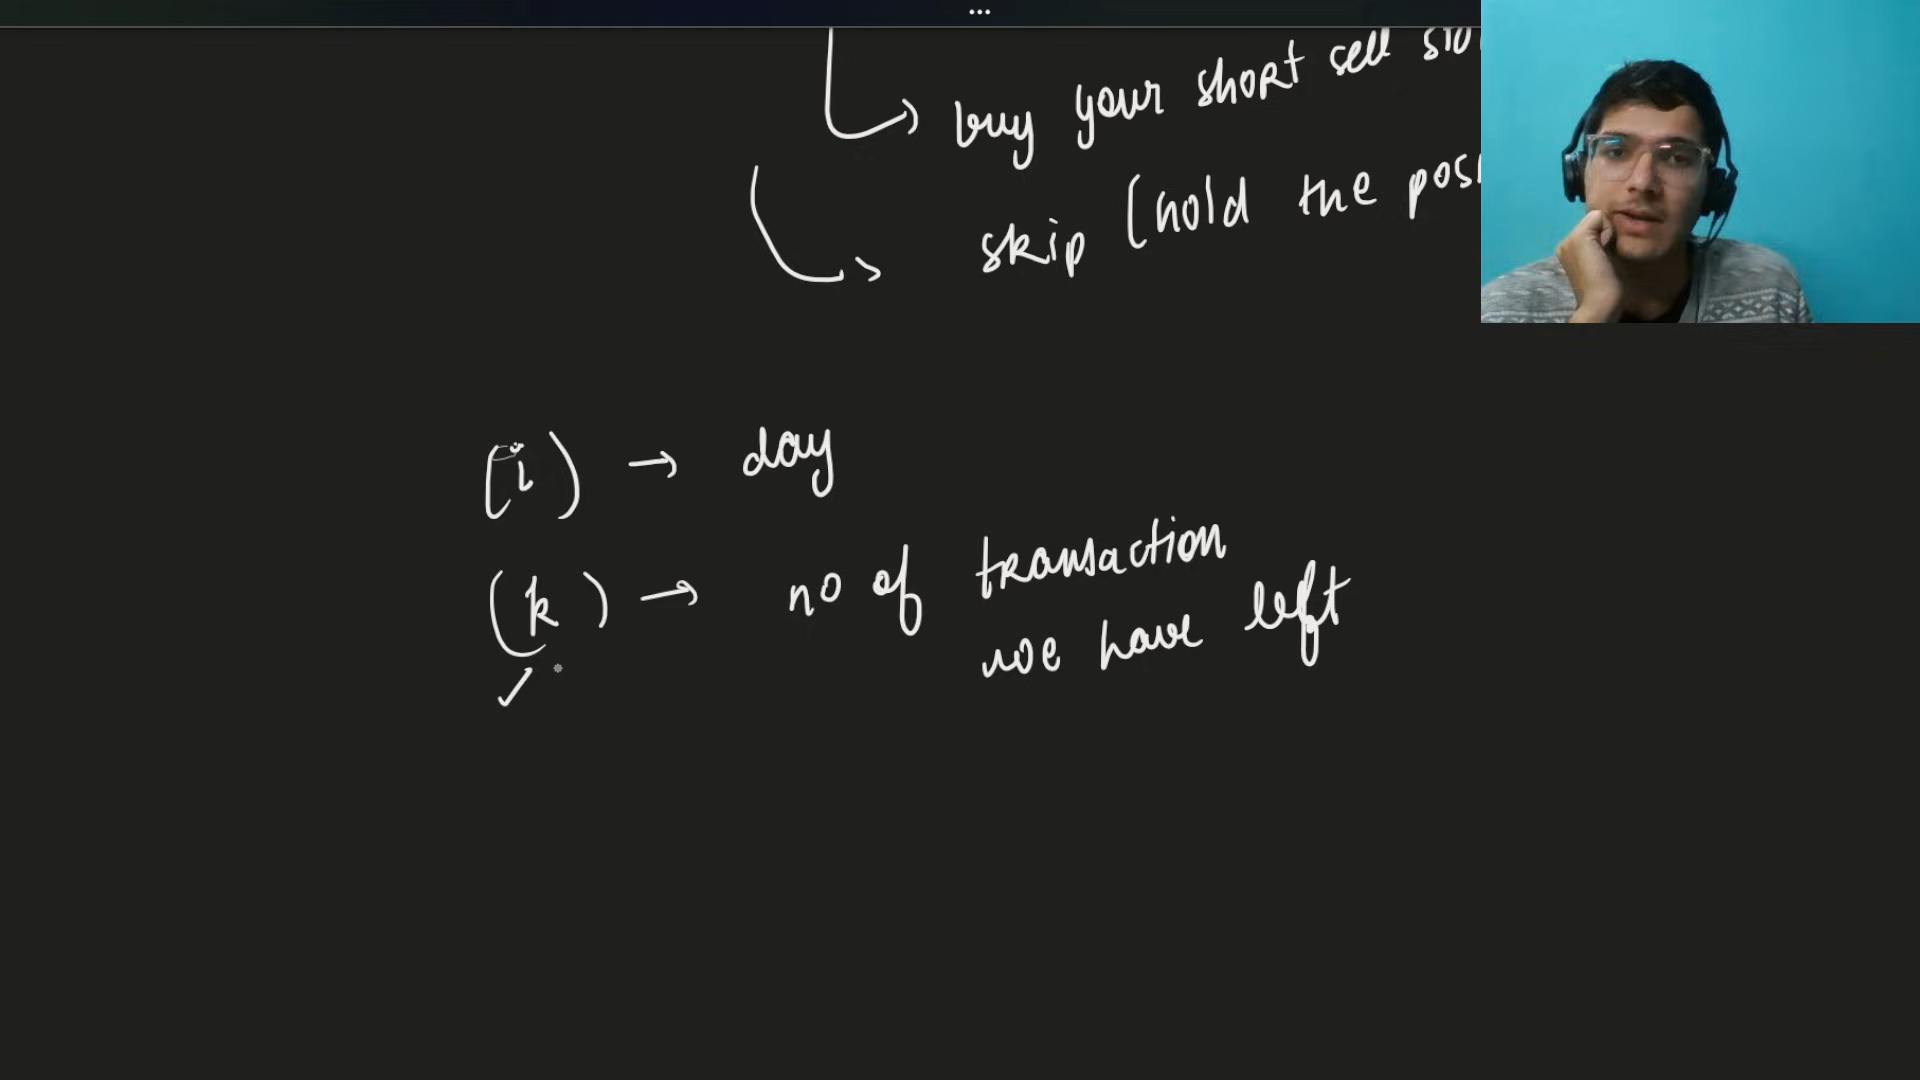 ...
buy your short sell
skip (hold the
(i) → day
(k) → no of transaction
we have left